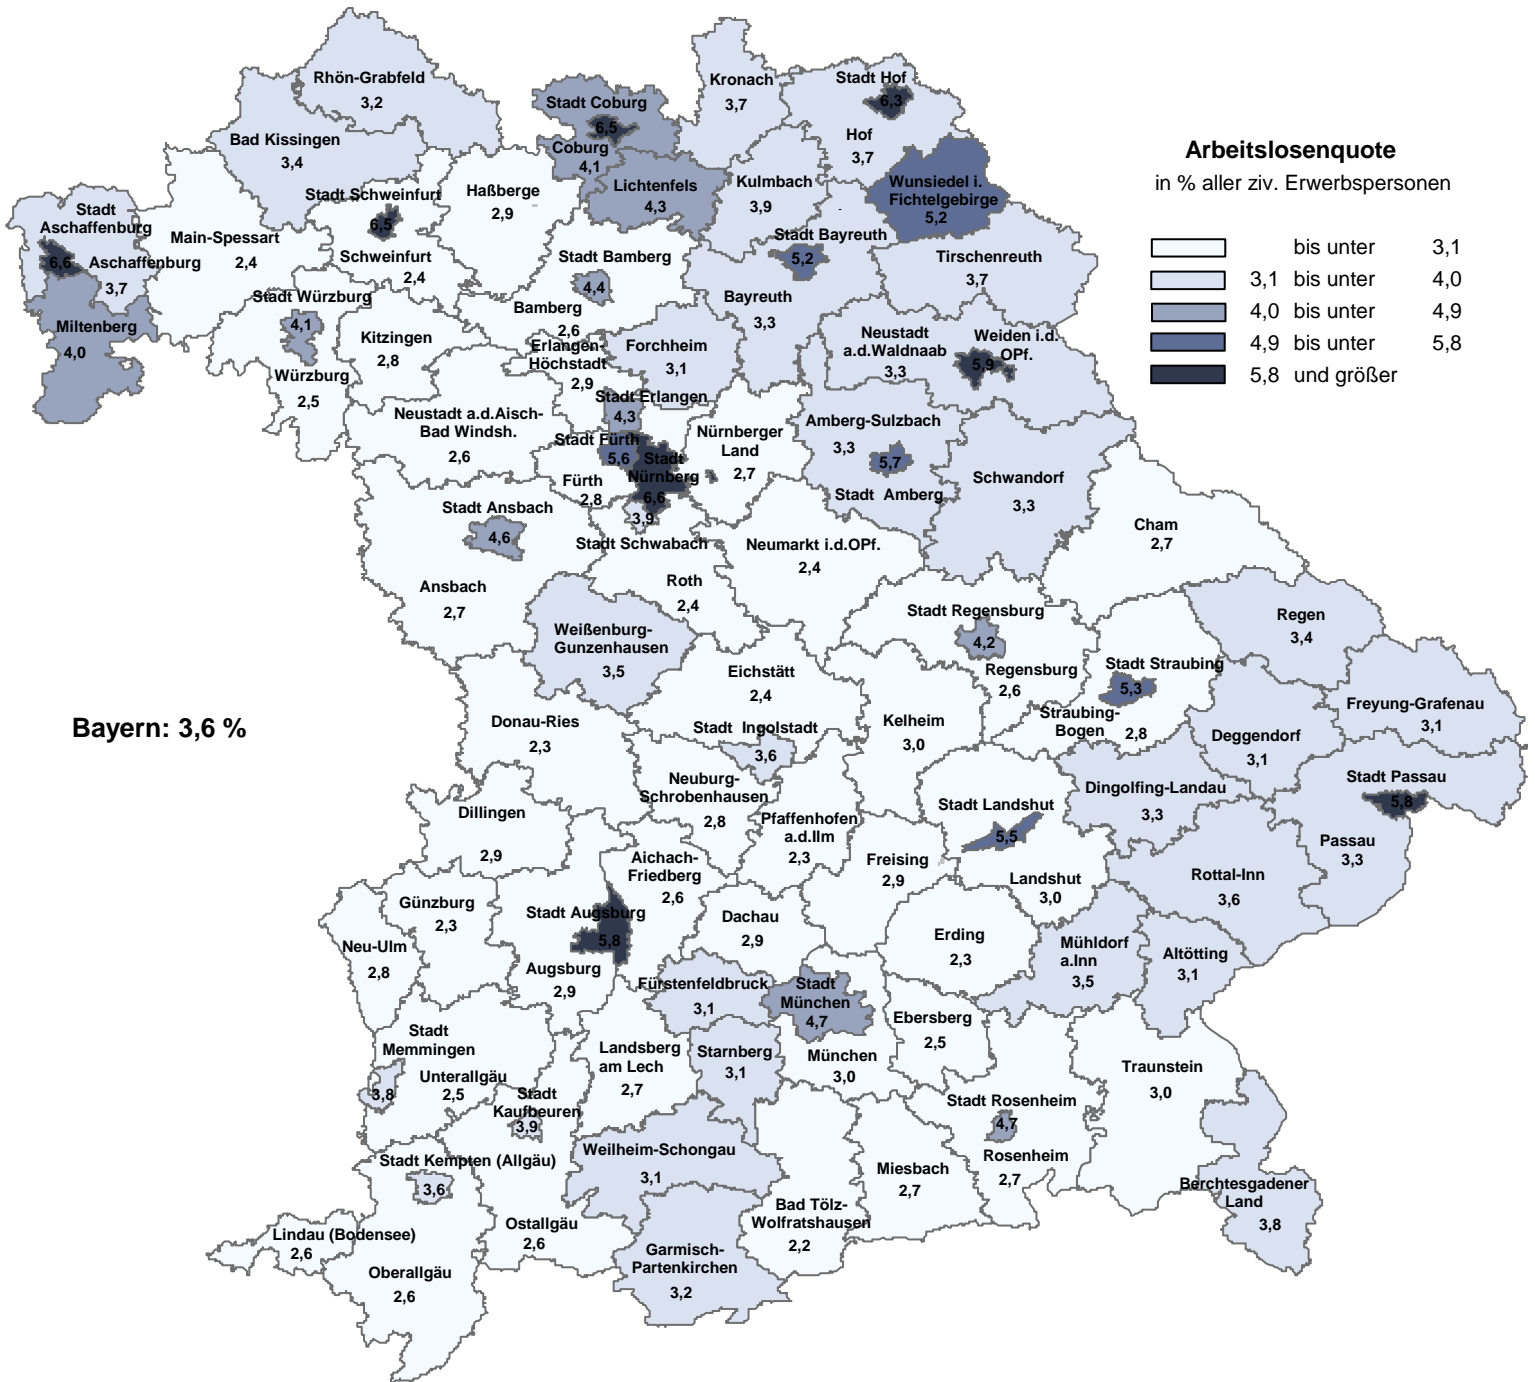 Arbeitslosenquote
in % aller ziv. Erwerbspersonen
bis unter 3,1
3,1 bis unter 4,0
4,0 bis unter 4,9
4,9 bis unter 5,8
5,8 und größer
Bayern: 3,6 %
Rhön-Grabfeld
3,2
Bad Kissingen
3,4
Stadt Coburg
6,5
Coburg
4,1
Kronach
3,7
Stadt Hof
6,3
Hof
3,7
Lichtenfels
4,3
Kulmbach
3,9
Wunsiedel i.
Fichtelgebirge
5,2
Haßberge
2,9
Stadt Schweinfurt
6,5
Schweinfurt
2,4
Stadt
Aschaffenburg
6,6
Aschaffenburg
3,7
Main-Spessart
2,4
Miltenberg
4,0
Stadt Würzburg
4,1
Würzburg
2,5
Kitzingen
2,8
Stadt Bamberg
4,4
Bamberg
2,6
Stadt Bayreuth
5,2
Bayreuth
3,3
Tirschenreuth
3,7
Erlangen-
Höchstadt
2,9
Forchheim
3,1
Neustadt
a.d.Waldnaab
3,3
Weiden i.d.
OPf.
5,9
Stadt Erlangen
4,3
Neustadt a.d.Aisch-
Bad Windsh.
2,6
Stadt Fürth
5,6
Fürth
2,8
Stadt
Nürnberg
6,6
Nürnberger
Land
2,7
Amberg-Sulzbach
3,3
5,7
Stadt Amberg
Schwandorf
3,3
Cham
2,7
Stadt Ansbach
4,6
Ansbach
2,7
3,9
Stadt Schwabach
Roth
2,4
Neumarkt i.d.OPf.
2,4
Weißenburg-
Gunzenhausen
3,5
Stadt Regensburg
4,2
Regensburg
2,6
Regen
3,4
Stadt Straubing
5,3
Straubing-
Bogen
2,8
Freyung-Grafenau
3,1
Deggendorf
3,1
Eichstätt
2,4
Stadt Ingolstadt
3,6
Kelheim
3,0
Donau-Ries
2,3
Neuburg-
Schrobenhausen
2,8
Pfaffenhofen
a.d.Ilm
2,3
Stadt Landshut
5,5
Landshut
3,0
Dingolfing-Landau
3,3
Stadt Passau
5,8
Passau
3,3
Rottal-Inn
3,6
Dillingen
2,9
Aichach-
Friedberg
2,6
Freising
2,9
Günzburg
2,3
Stadt Augsburg
5,8
Augsburg
2,9
Dachau
2,9
Erding
2,3
Mühldorf
a.Inn
3,5
Altötting
3,1
Neu-Ulm
2,8
Fürstenfeldbruck
3,1
Stadt
München
4,7
München
3,0
Ebersberg
2,5
Stadt
Memmingen
3,8
Unterallgäu
2,5
Landsberg
am Lech
2,7
Starnberg
3,1
Traunstein
3,0
Stadt
Kaufbeuren
3,9
Stadt Rosenheim
4,7
Rosenheim
2,7
Weilheim-Schongau
3,1
Miesbach
2,7
Stadt Kempten (Allgäu)
3,6
Berchtesgadener
Land
3,8
Bad Tölz-
Wolfratshausen
2,2
Ostallgäu
2,6
Lindau (Bodensee)
2,6
Oberallgäu
2,6
Garmisch-
Partenkirchen
3,2